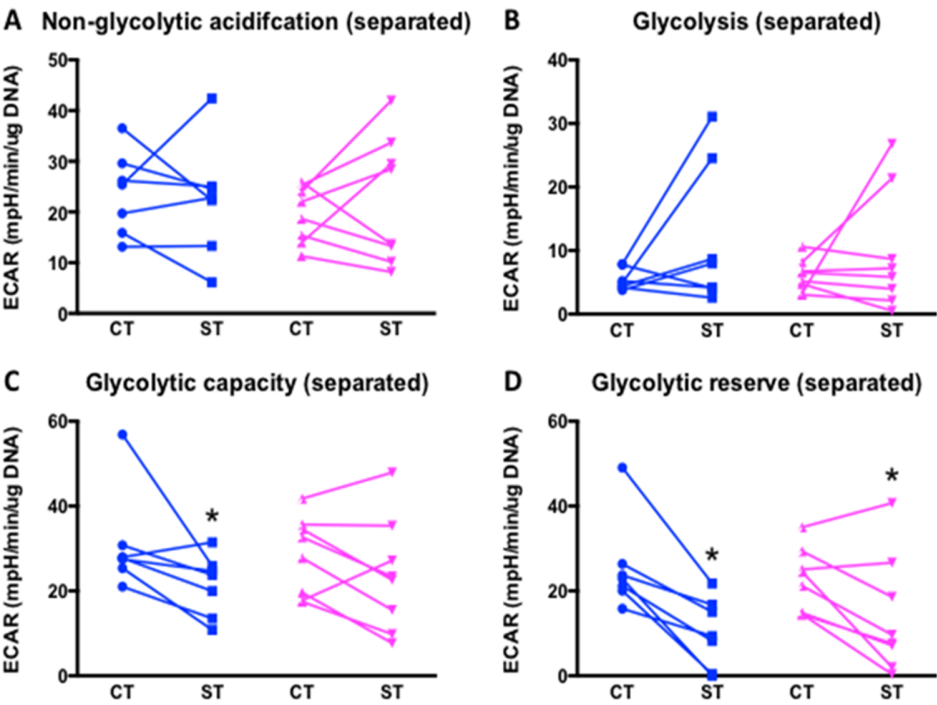 A Non-glycolytic acidifcation (separated)
ECAR (mpH/min/ug DNA)
50
40
30
20
10
0
CT ST CT ST
B Glycolysis (separated)
ECAR (mpH/min/ug DNA)
40
30
20
10
0
CT ST CT ST
C Glycolytic capacity (separated)
ECAR (mpH/min/ug DNA)
60
40
20
0
*
CT ST CT ST
D Glycolytic reserve (separated)
ECAR (mpH/min/ug DNA)
60
40
20
0
* *
CT ST CT ST